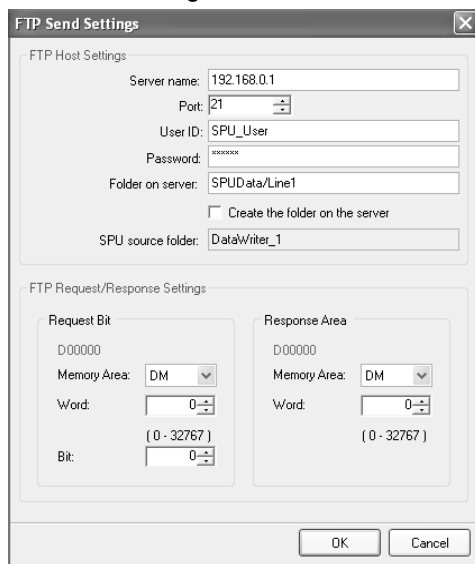 FTP Send Settings
FTP Host Settings
Server name: 192.168.0.1
Port: 21
User ID: SPU_User
Password: ******
Folder on server: SPUData/Line1
Create the folder on the server
SPU source folder: DataWriter_1
FTP Request/Response Settings
Request Bit
D00000
Memory Area: DM
Word: 0
( 0 - 32767 )
Bit: 0
Response Area
D00000
Memory Area: DM
Word: 0
( 0 - 32767 )
OK Cancel